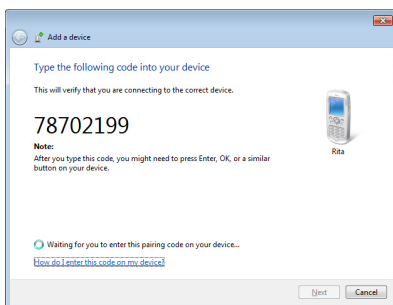 Add a device
Type the following code into your device
This will verify that you are connecting to the correct device.
78702199
Note:
After you type this code, you might need to press Enter, OK, or a similar
button on your device.
Rita
Waiting for you to enter this pairing code on your device...
How do I enter this code on my device?
Next
Cancel